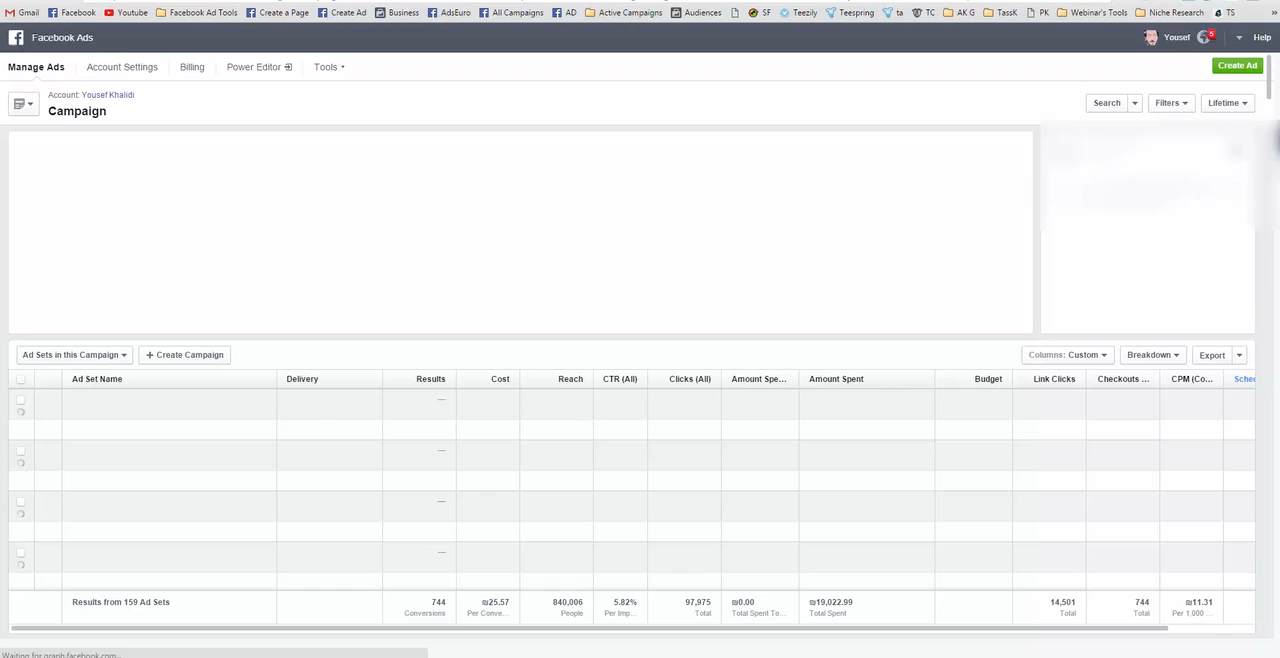 Gmail Facebook Youtube Facebook Ad Tools Create a Page Create Ad Business AdsEuro All Campaigns AD Active Campaigns Audiences SF Teezily Teespring ta TC AK G TassK PK Webinar's Tools Niche Research TS »
Facebook Ads Yousef 5 Help
Manage Ads Account Settings Billing Power Editor Tools Create Ad
Account: Yousef Khalidi
Campaign Search Filters Lifetime
Ad Sets in this Campaign + Create Campaign Columns: Custom Breakdown Export
Ad Set Name Delivery Results Cost Reach CTR (All) Clicks (All) Amount Spe... Amount Spent Budget Link Clicks Checkouts ... CPM (Co... Sched
—
—
—
—
Results from 159 Ad Sets 744 ₪25.57 840,006 5.82% 97,975 ₪0.00 ₪19,022.99 14,501 744 ₪11.31
Conversions Per Conve... People Per Imp... Total Total Spent To... Total Spent Total Total Per 1,000 ...
Waiting for graph.facebook.com...